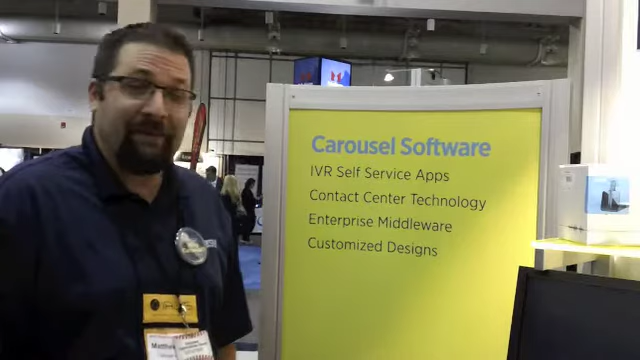 Carousel Software
IVR Self Service Apps
Contact Center Technology
Enterprise Middleware
Customized Designs